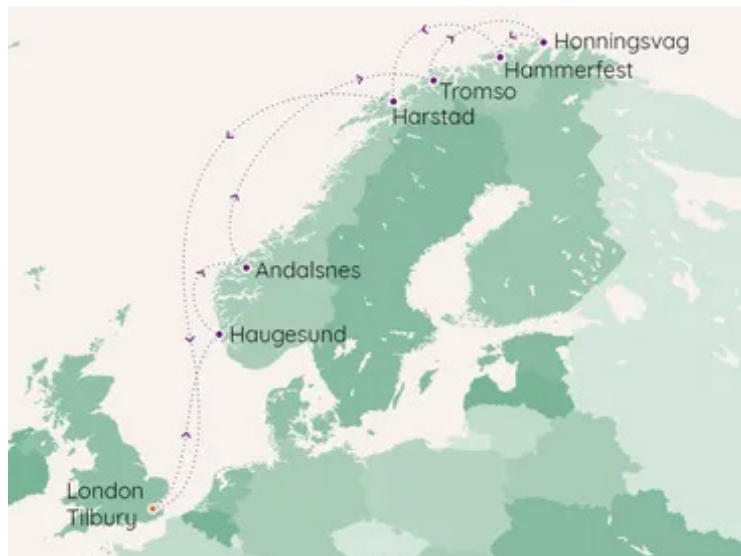 Honningsvag
Hammerfest
Tromso
Harstad
Andalsnes
Haugesund
London
Tilbury